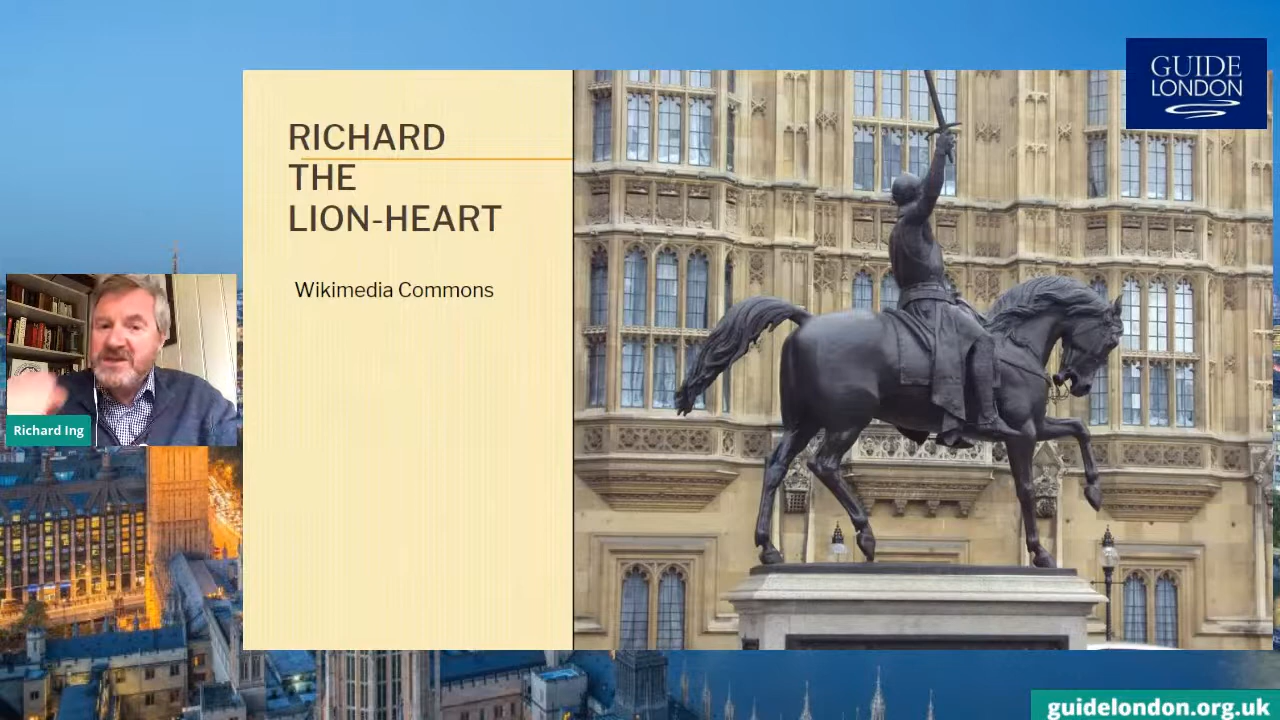 RICHARD
THE
LION-HEART
Wikimedia Commons
GUIDE
LONDON
Richard Ing
guidelondon.org.uk